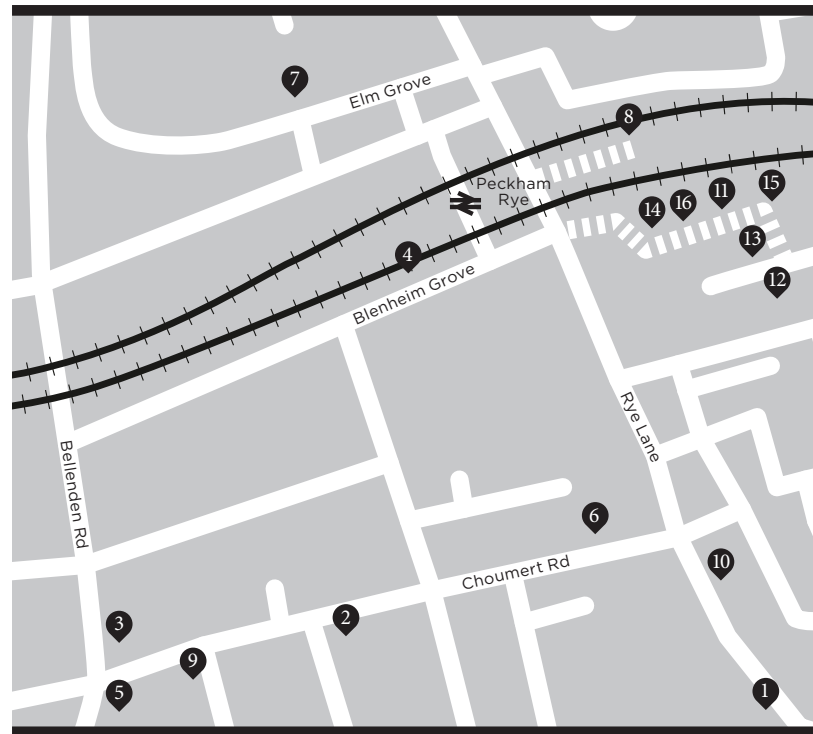 7
Elm Grove
8
Peckham
Rye
14
16
11
15
13
12
4
Blenheim Grove
Rye Lane
Bellenden Rd
6
Choumert Rd
10
3
2
9
5
1